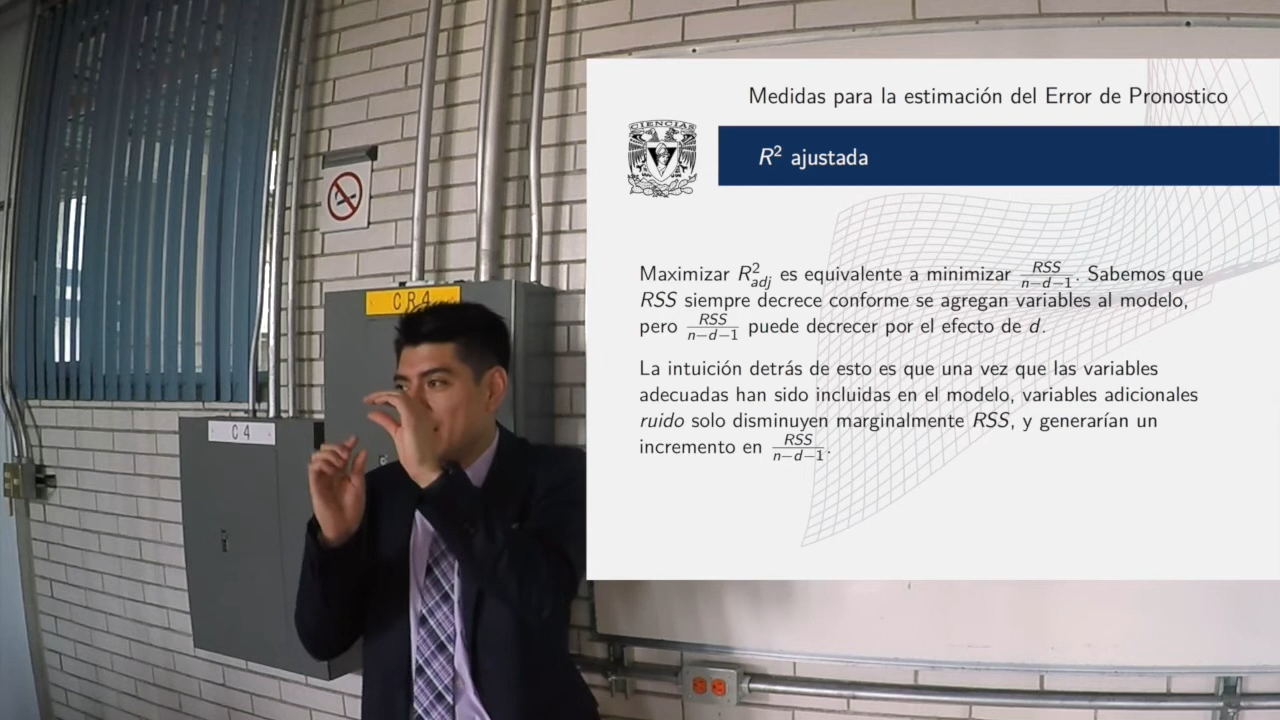 Medidas para la estimación del Error de Pronostico
CIENCIAS
R² ajustada
CR4
C 4
Maximizar R²_adj es equivalente a minimizar RSS/(n−d−1). Sabemos que
RSS siempre decrece conforme se agregan variables al modelo,
pero RSS/(n−d−1) puede decrecer por el efecto de d.
La intuición detrás de esto es que una vez que las variables
adecuadas han sido incluidas en el modelo, variables adicionales
ruido solo disminuyen marginalmente RSS, y generarían un
incremento en RSS/(n−d−1).